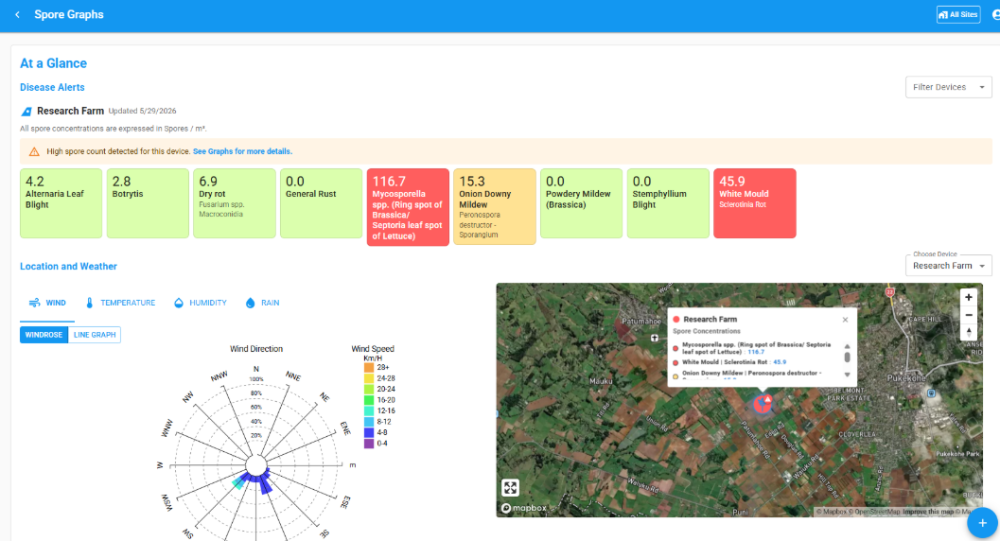 Spore Graphs
All Sites
At a Glance
Disease Alerts
Filter Devices
Research Farm Updated 5/29/2026
All spore concentrations are expressed in Spores / m³.
High spore count detected for this device. See Graphs for more details.
4.2
Alternaria Leaf
Blight
2.8
Botrytis
6.9
Dry rot
Fusarium spp.
Macroconidia
0.0
General Rust
116.7
Mycosporella
spp. (Ring spot of
Brassica/
Septoria leaf spot
of Lettuce)
15.3
Onion Downy
Mildew
Peronospora
destructor -
Sporangium
0.0
Powdery Mildew
(Brassica)
0.0
Stemphyllium
Blight
45.9
White Mould
Sclerotinia Rot
Location and Weather
Choose Device
Research Farm
WIND
TEMPERATURE
HUMIDITY
RAIN
WINDROSE
LINE GRAPH
Wind Direction
N
NNE
NE
ENE
E
ESE
SE
SW
WSW
W
WNW
NW
NNW
100%
80%
60%
40%
20%
Wind Speed
Km/H
28+
24-28
20-24
16-20
12-16
8-12
4-8
0-4
Patumahoe
Research Farm
Spore Concentrations
Mycosporella spp. (Ring spot of Brassica/ Septoria
leaf spot of Lettuce) : 116.7
White Mould | Sclerotinia Rot : 45.9
Onion Downy Mildew | Peronospora destructor -
Mauku
CAPE HILL
Pukekohe
BELMONT
PARK ESTATE
CLOVERLEA
Pukekohe Park
Union Rd
Patumahoe Rd
Waiuku Rd
Waiuku Rd
Puni
mapbox
© Mapbox © OpenStreetMap Improve this map © Ma